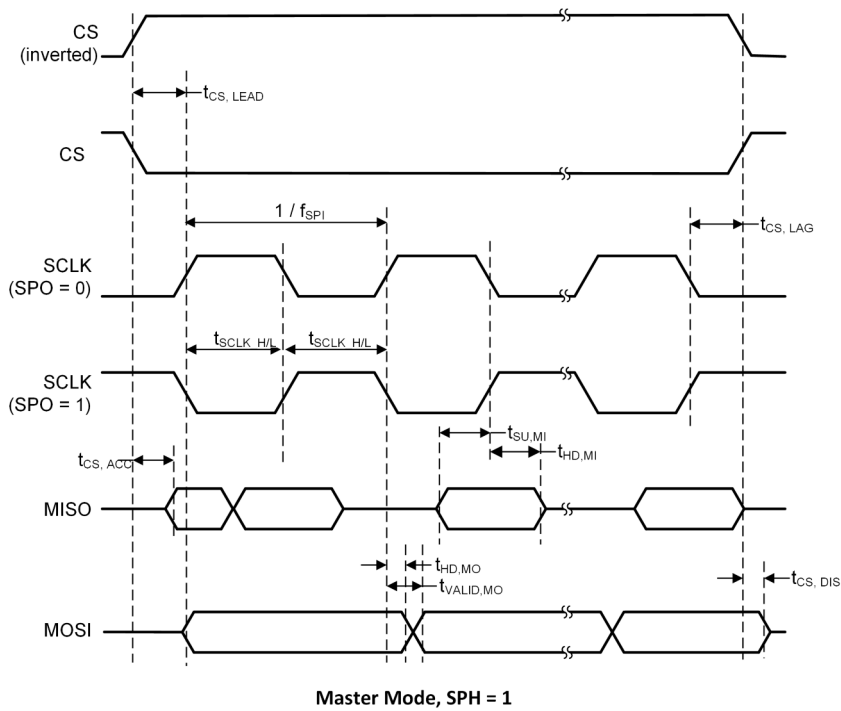 CS
(inverted)
tCS, LEAD
CS
1 / fSPI
tCS, LAG
SCLK
(SPO = 0)
tSCLK_H/L
tSCLK_H/L
SCLK
(SPO = 1)
tSU,MI
tHD,MI
tCS, ACC
MISO
tHD,MO
tVALID,MO
tCS, DIS
MOSI
Master Mode, SPH = 1